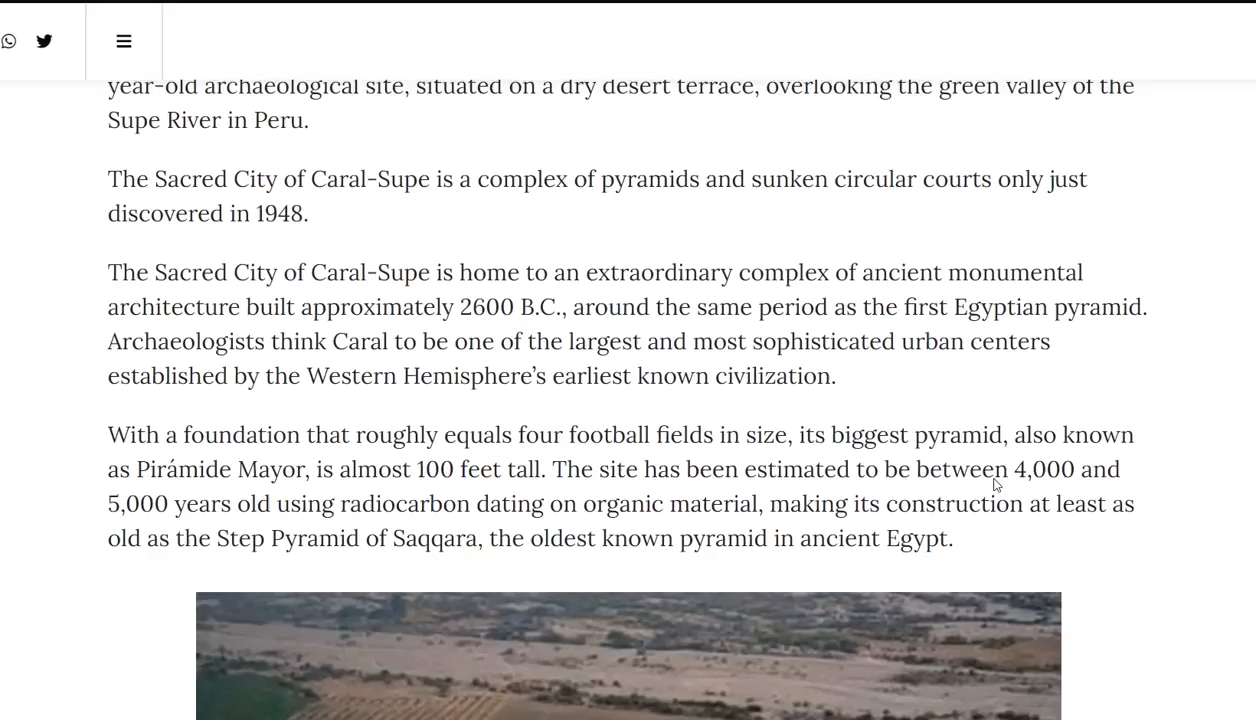 year-old archaeological site, situated on a dry desert terrace, overlooking the green valley of the
Supe River in Peru.
The Sacred City of Caral-Supe is a complex of pyramids and sunken circular courts only just
discovered in 1948.
The Sacred City of Caral-Supe is home to an extraordinary complex of ancient monumental
architecture built approximately 2600 B.C., around the same period as the first Egyptian pyramid.
Archaeologists think Caral to be one of the largest and most sophisticated urban centers
established by the Western Hemisphere’s earliest known civilization.
With a foundation that roughly equals four football fields in size, its biggest pyramid, also known
as Pirámide Mayor, is almost 100 feet tall. The site has been estimated to be between 4,000 and
5,000 years old using radiocarbon dating on organic material, making its construction at least as
old as the Step Pyramid of Saqqara, the oldest known pyramid in ancient Egypt.